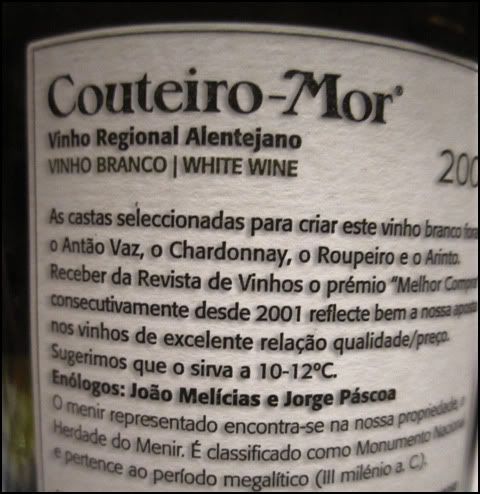 Couteiro-Mor®
Vinho Regional Alentejano
VINHO BRANCO | WHITE WINE
200
As castas seleccionadas para criar este vinho branco
o Antão Vaz, o Chardonnay, o Roupeiro e o Arinto.
Receber da Revista de Vinhos o prémio "Melhor
consecutivamente desde 2001 reflecte bem a nossa
nos vinhos de excelente relação qualidade/preço.
Sugerimos que o sirva a 10-12ºC.
Enólogos: João Melícias e Jorge Páscoa
O menir representado encontra-se na nossa propriedade,
Herdade do Menir. É classificado como Monumento
e pertence ao período megalítico (III milénio a. C).